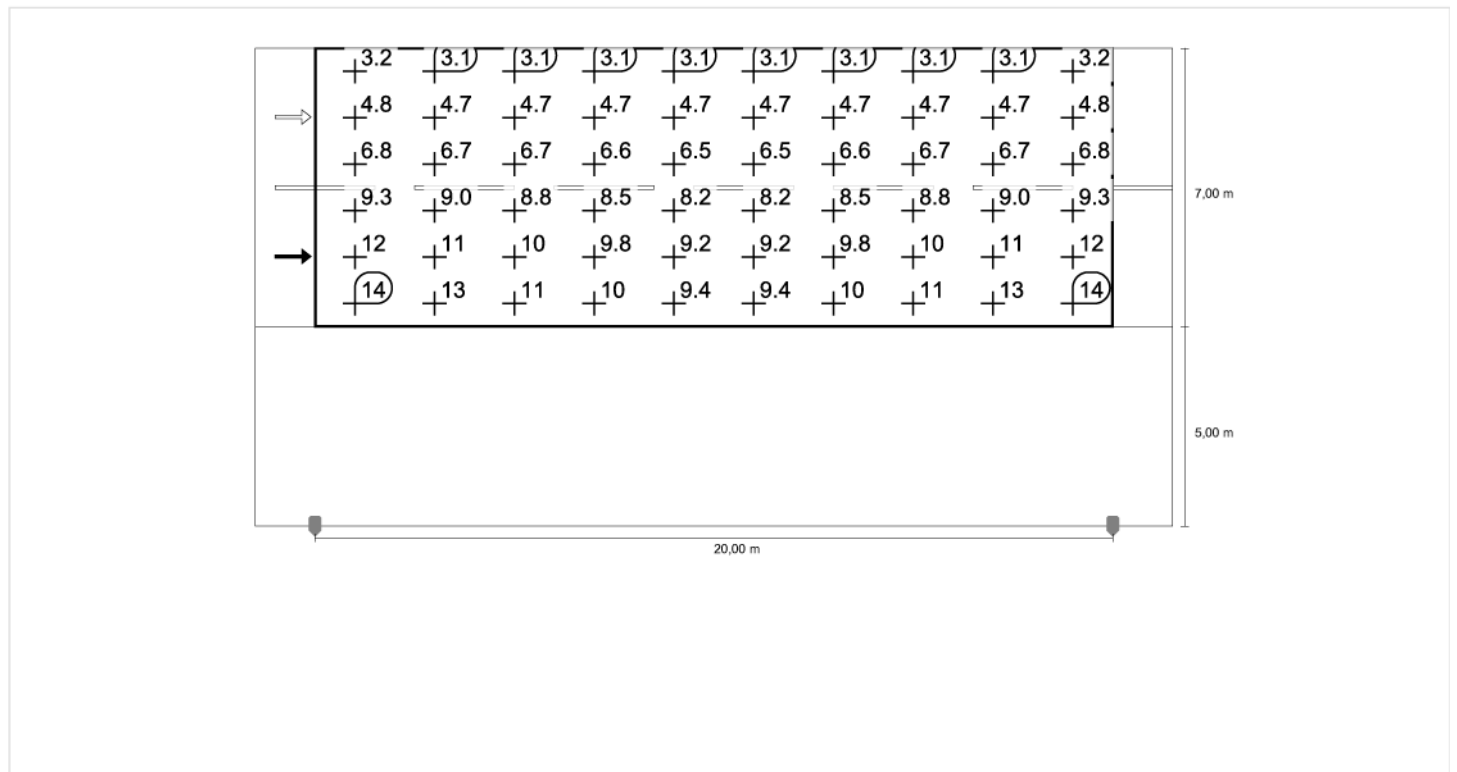 3.2 3.1 3.1 3.1 3.1 3.1 3.1 3.1 3.1 3.2
4.8 4.7 4.7 4.7 4.7 4.7 4.7 4.7 4.7 4.8
6.8 6.7 6.7 6.6 6.5 6.5 6.6 6.7 6.7 6.8
9.3 9.0 8.8 8.5 8.2 8.2 8.5 8.8 9.0 9.3
7,00 m
12 11 10 9.8 9.2 9.2 9.8 10 11 12
14 13 11 10 9.4 9.4 10 11 13 14
5,00 m
20,00 m